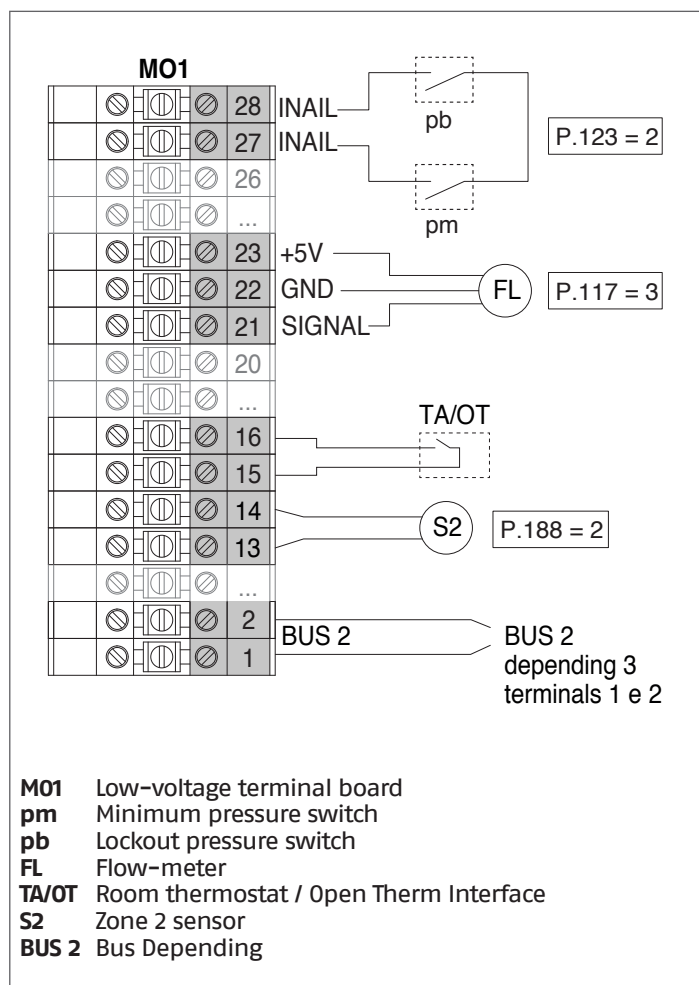 MO1
28 INAIL
27 INAIL
pb
P.123 = 2
26
...
pm
23 +5V
22 GND
FL
P.117 = 3
21 SIGNAL
20
...
TA/OT
16
15
14
S2
P.188 = 2
13
...
2
BUS 2
1
BUS 2
depending 3
terminals 1 e 2
M01 Low-voltage terminal board
pm Minimum pressure switch
pb Lockout pressure switch
FL Flow-meter
TA/OT Room thermostat / Open Therm Interface
S2 Zone 2 sensor
BUS 2 Bus Depending